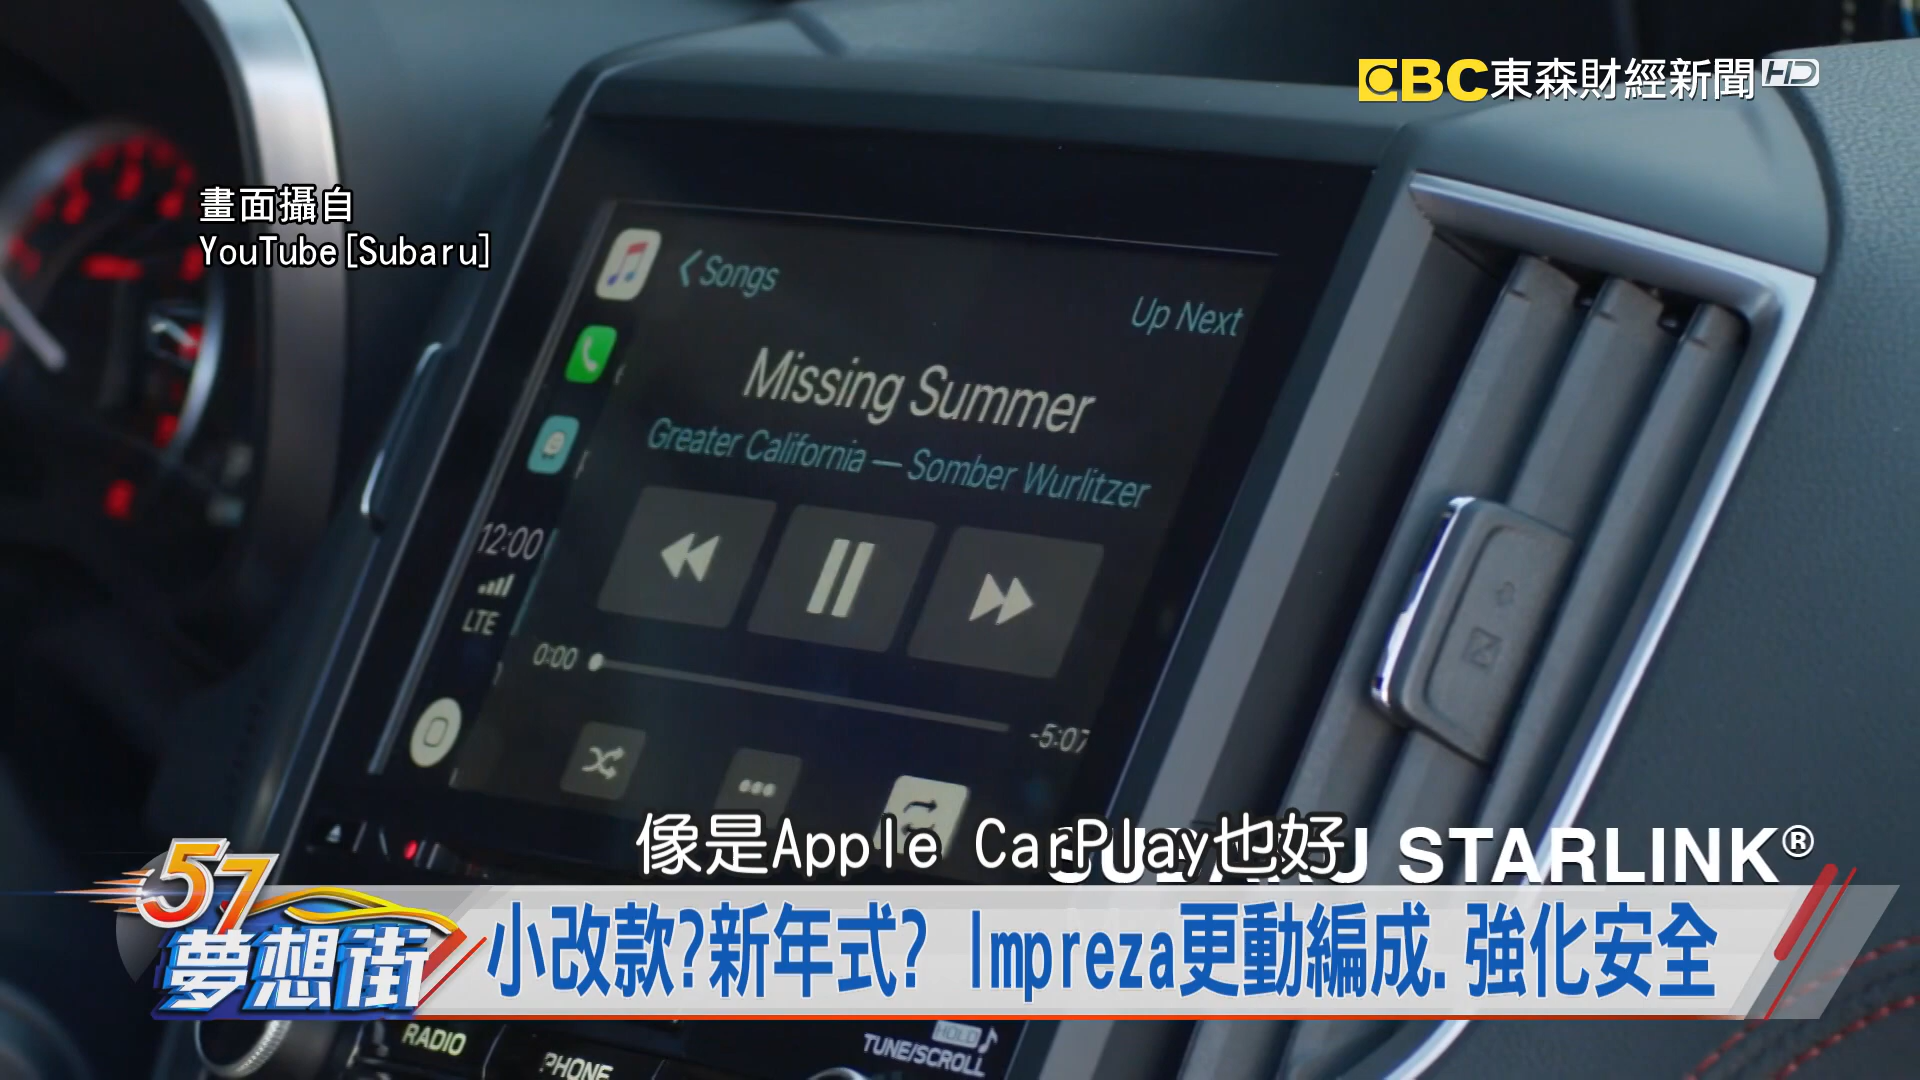 EBC東森財經新聞HD
畫面攝自
YouTube[Subaru]
Songs
Up Next
Missing Summer
Greater California — Somber Wurlitzer
12:00
LTE
0:00
-5:07
像是Apple CarPlay也好
STARLINK®
57夢想街
小改款?新年式? Impreza更動編成.強化安全
RADIO
PHONE
HOLD
TUNE/SCROLL